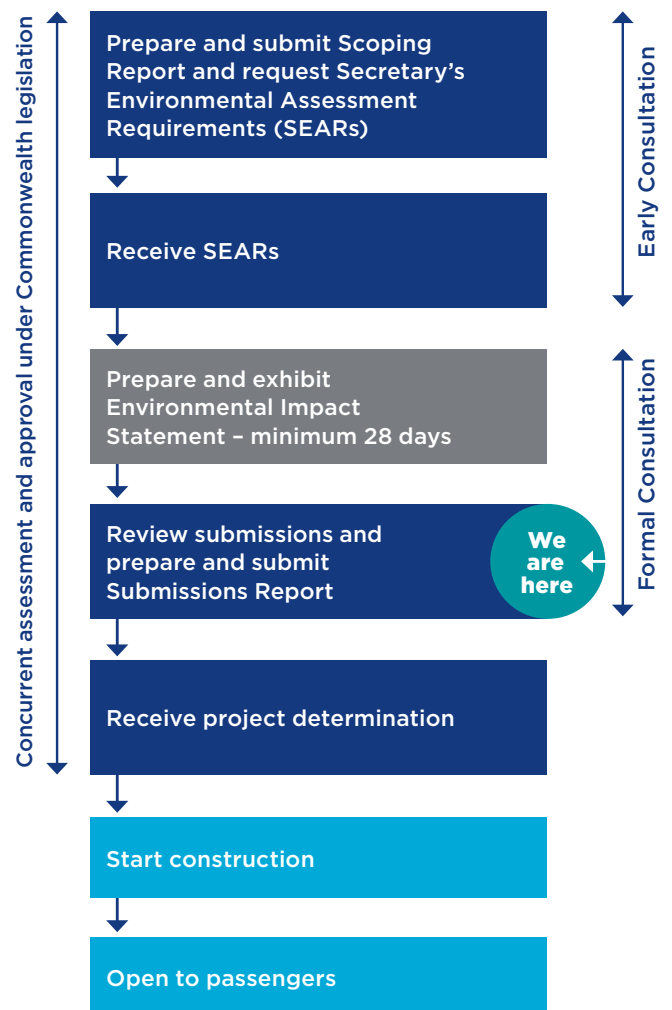 Concurrent assessment and approval under Commonwealth legislation
Prepare and submit Scoping
Report and request Secretary’s
Environmental Assessment
Requirements (SEARs)
Early Consultation
Receive SEARs
Prepare and exhibit
Environmental Impact
Statement – minimum 28 days
Formal Consultation
Review submissions and
prepare and submit
Submissions Report
We
are
here
Receive project determination
Start construction
Open to passengers